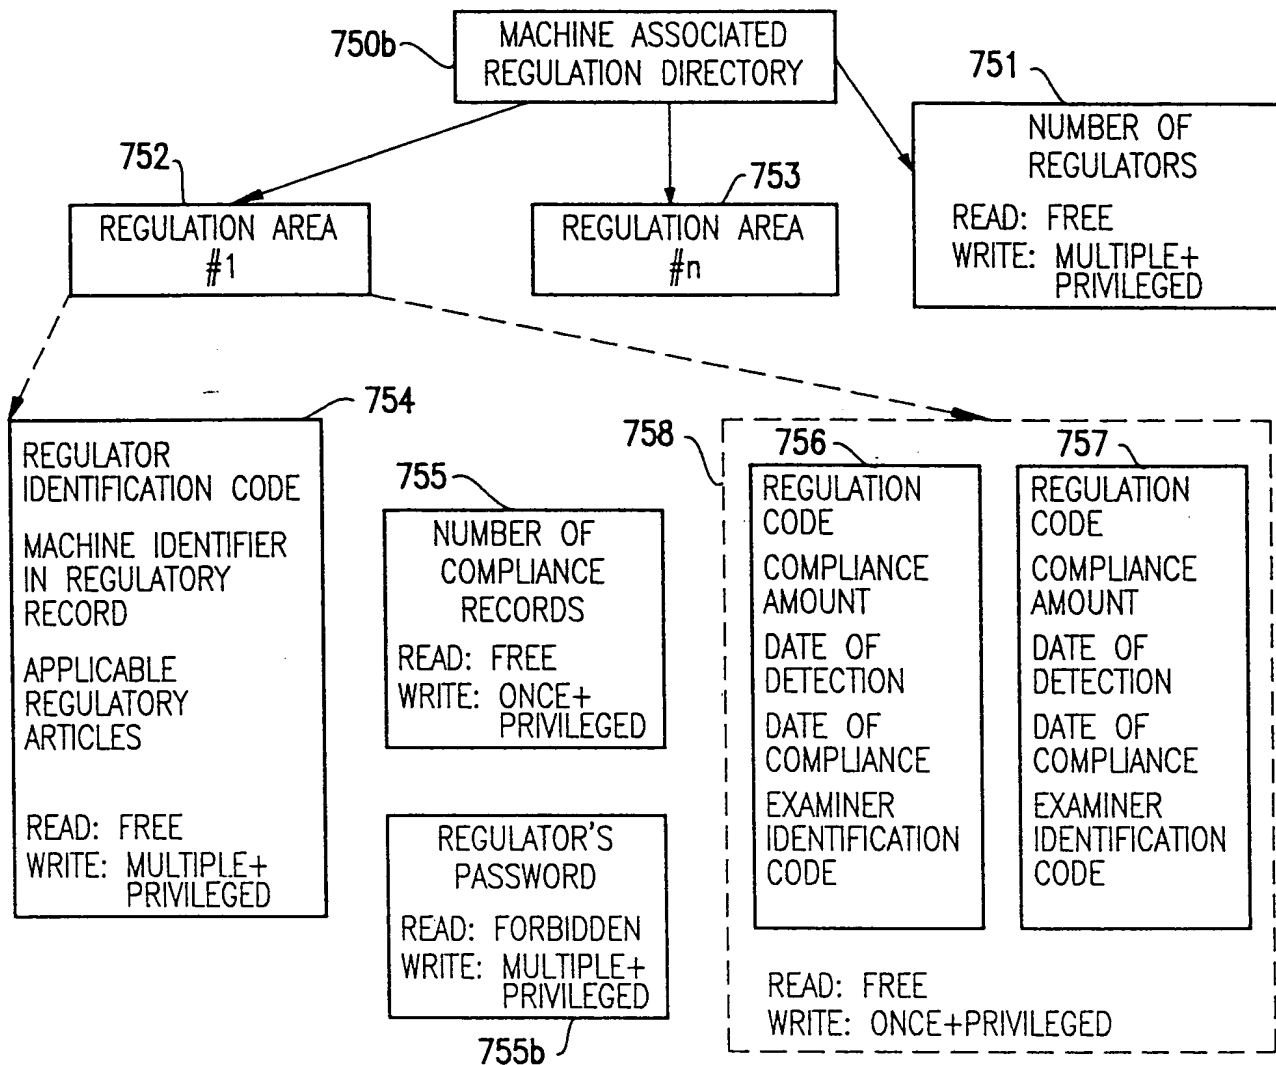 750b
MACHINE ASSOCIATED
REGULATION DIRECTORY
751
NUMBER OF
REGULATORS
READ: FREE
WRITE: MULTIPLE+
PRIVILEGED
752
REGULATION AREA
#1
753
REGULATION AREA
#n
754
REGULATOR
IDENTIFICATION CODE
MACHINE IDENTIFIER
IN REGULATORY
RECORD
APPLICABLE
REGULATORY
ARTICLES
READ: FREE
WRITE: MULTIPLE+
PRIVILEGED
755
NUMBER OF
COMPLIANCE
RECORDS
READ: FREE
WRITE: ONCE+
PRIVILEGED
REGULATOR'S
PASSWORD
READ: FORBIDDEN
WRITE: MULTIPLE+
PRIVILEGED
755b
758
756
REGULATION
CODE
COMPLIANCE
AMOUNT
DATE OF
DETECTION
DATE OF
COMPLIANCE
EXAMINER
IDENTIFICATION
CODE
757
REGULATION
CODE
COMPLIANCE
AMOUNT
DATE OF
DETECTION
DATE OF
COMPLIANCE
EXAMINER
IDENTIFICATION
CODE
READ: FREE
WRITE: ONCE+PRIVILEGED